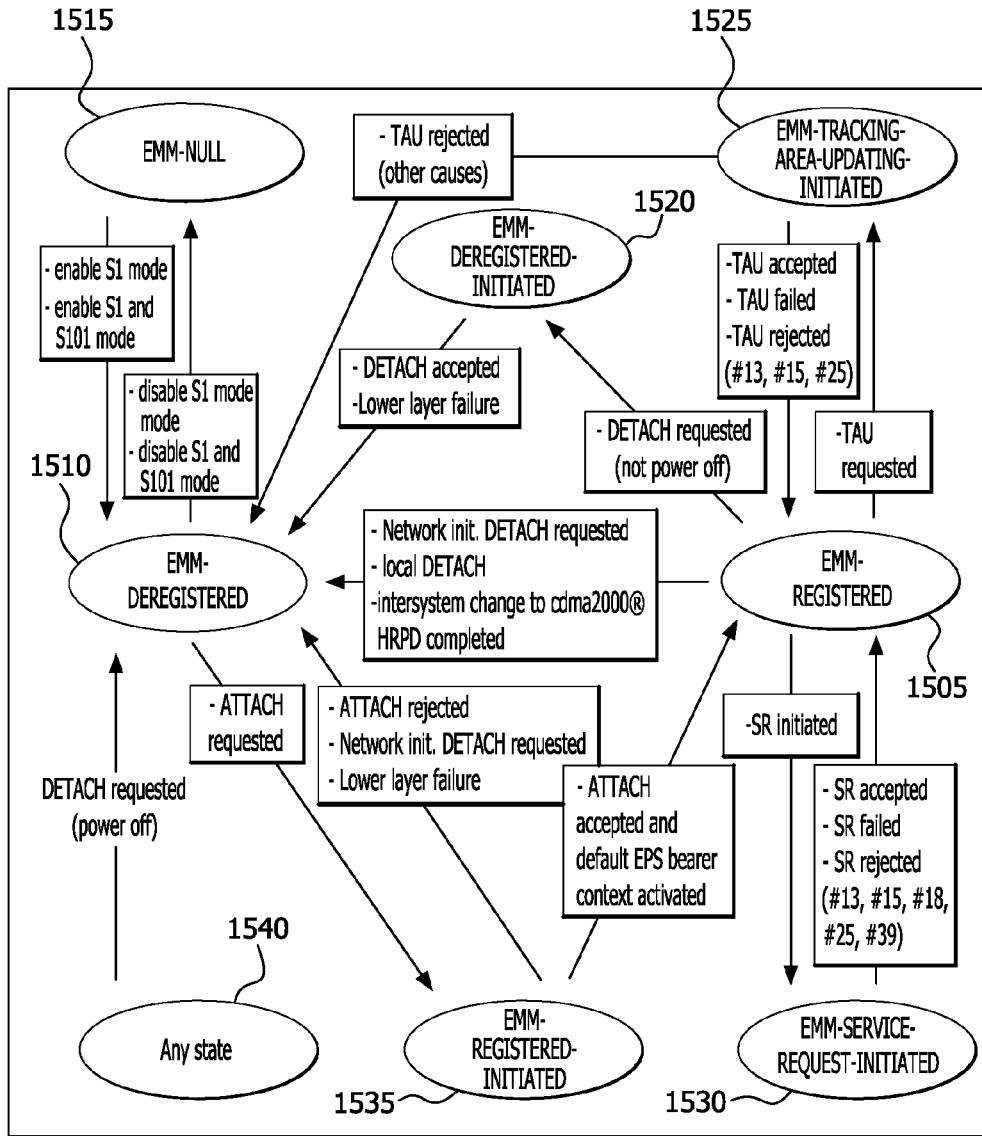 1515
1525
EMM-NULL
- TAU rejected
(other causes)
EMM-TRACKING-
AREA-UPDATING-
INITIATED
1520
EMM-
DEREGISTERED-
INITIATED
- enable S1 mode
- enable S1 and
S101 mode
-TAU accepted
- TAU failed
-TAU rejected
(#13, #15, #25)
- DETACH accepted
-Lower layer failure
- disable S1 mode
mode
- disable S1 and
S101 mode
- DETACH requested
(not power off)
-TAU
requested
1510
EMM-
DEREGISTERED
- Network init. DETACH requested
- local DETACH
-intersystem change to cdma2000®
HRPD completed
EMM-
REGISTERED
1505
- ATTACH
requested
- ATTACH rejected
- Network init. DETACH requested
- Lower layer failure
-SR initiated
DETACH requested
(power off)
- ATTACH
accepted and
default EPS bearer
context activated
- SR accepted
- SR failed
- SR rejected
(#13, #15, #18,
#25, #39)
1540
Any state
EMM-
REGISTERED-
INITIATED
EMM-SERVICE-
REQUEST-INITIATED
1535
1530